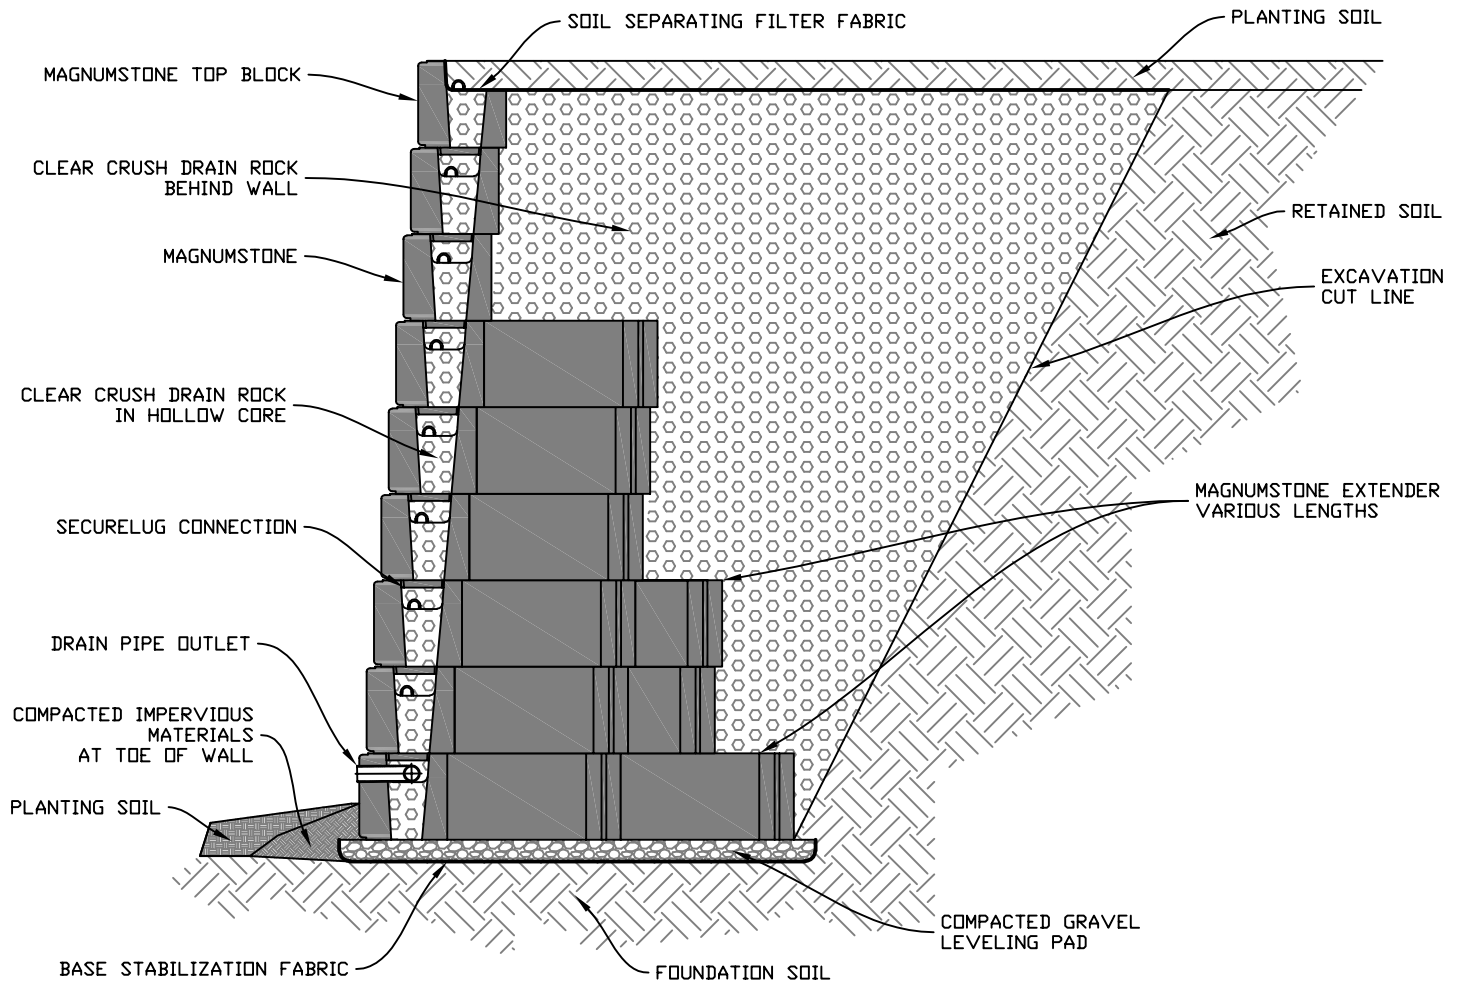 SOIL SEPARATING FILTER FABRIC
PLANTING SOIL
MAGNUMSTONE TOP BLOCK
CLEAR CRUSH DRAIN ROCK
BEHIND WALL
RETAINED SOIL
MAGNUMSTONE
EXCAVATION
CUT LINE
CLEAR CRUSH DRAIN ROCK
IN HOLLOW CORE
MAGNUMSTONE EXTENDER
VARIOUS LENGTHS
SECURELUG CONNECTION
DRAIN PIPE OUTLET
COMPACTED IMPERVIOUS
MATERIALS
AT TOE OF WALL
PLANTING SOIL
COMPACTED GRAVEL
LEVELING PAD
BASE STABILIZATION FABRIC
FOUNDATION SOIL